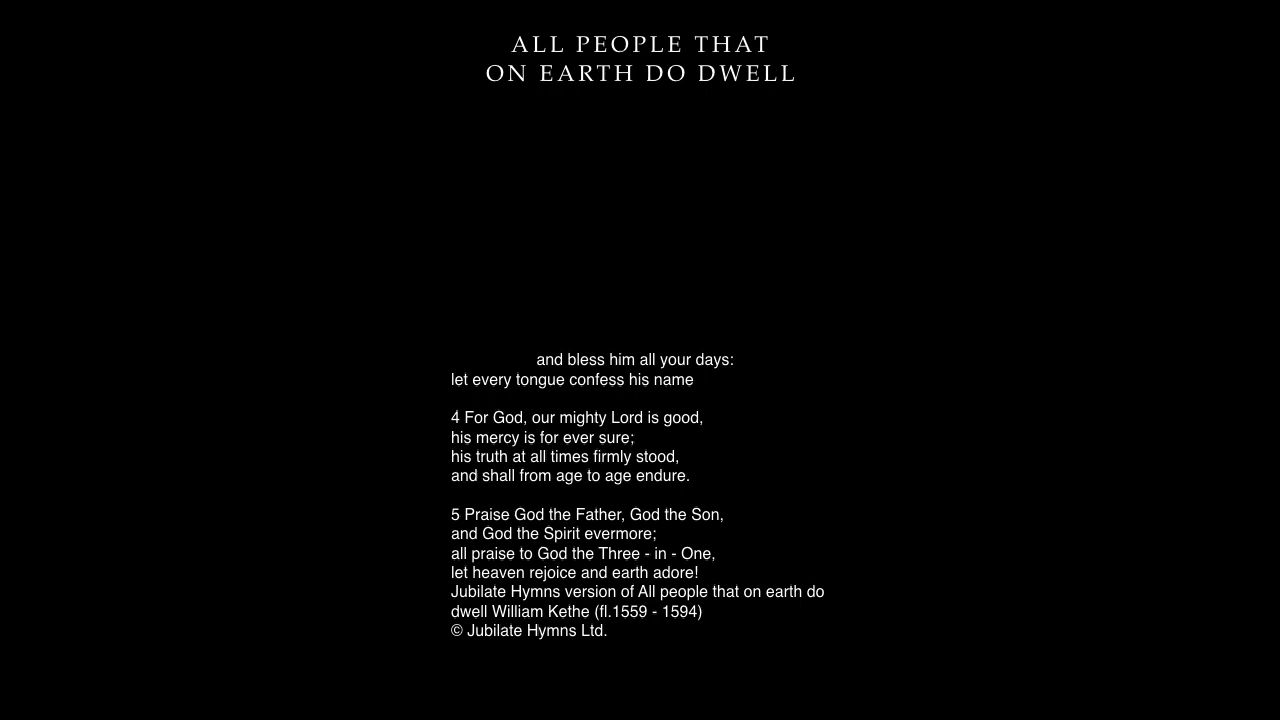 ALL PEOPLE THAT
ON EARTH DO DWELL
and bless him all your days:
let every tongue confess his name
4 For God, our mighty Lord is good,
his mercy is for ever sure;
his truth at all times firmly stood,
and shall from age to age endure.
5 Praise God the Father, God the Son,
and God the Spirit evermore;
all praise to God the Three - in - One,
let heaven rejoice and earth adore!
Jubilate Hymns version of All people that on earth do
dwell William Kethe (fl.1559 - 1594)
© Jubilate Hymns Ltd.